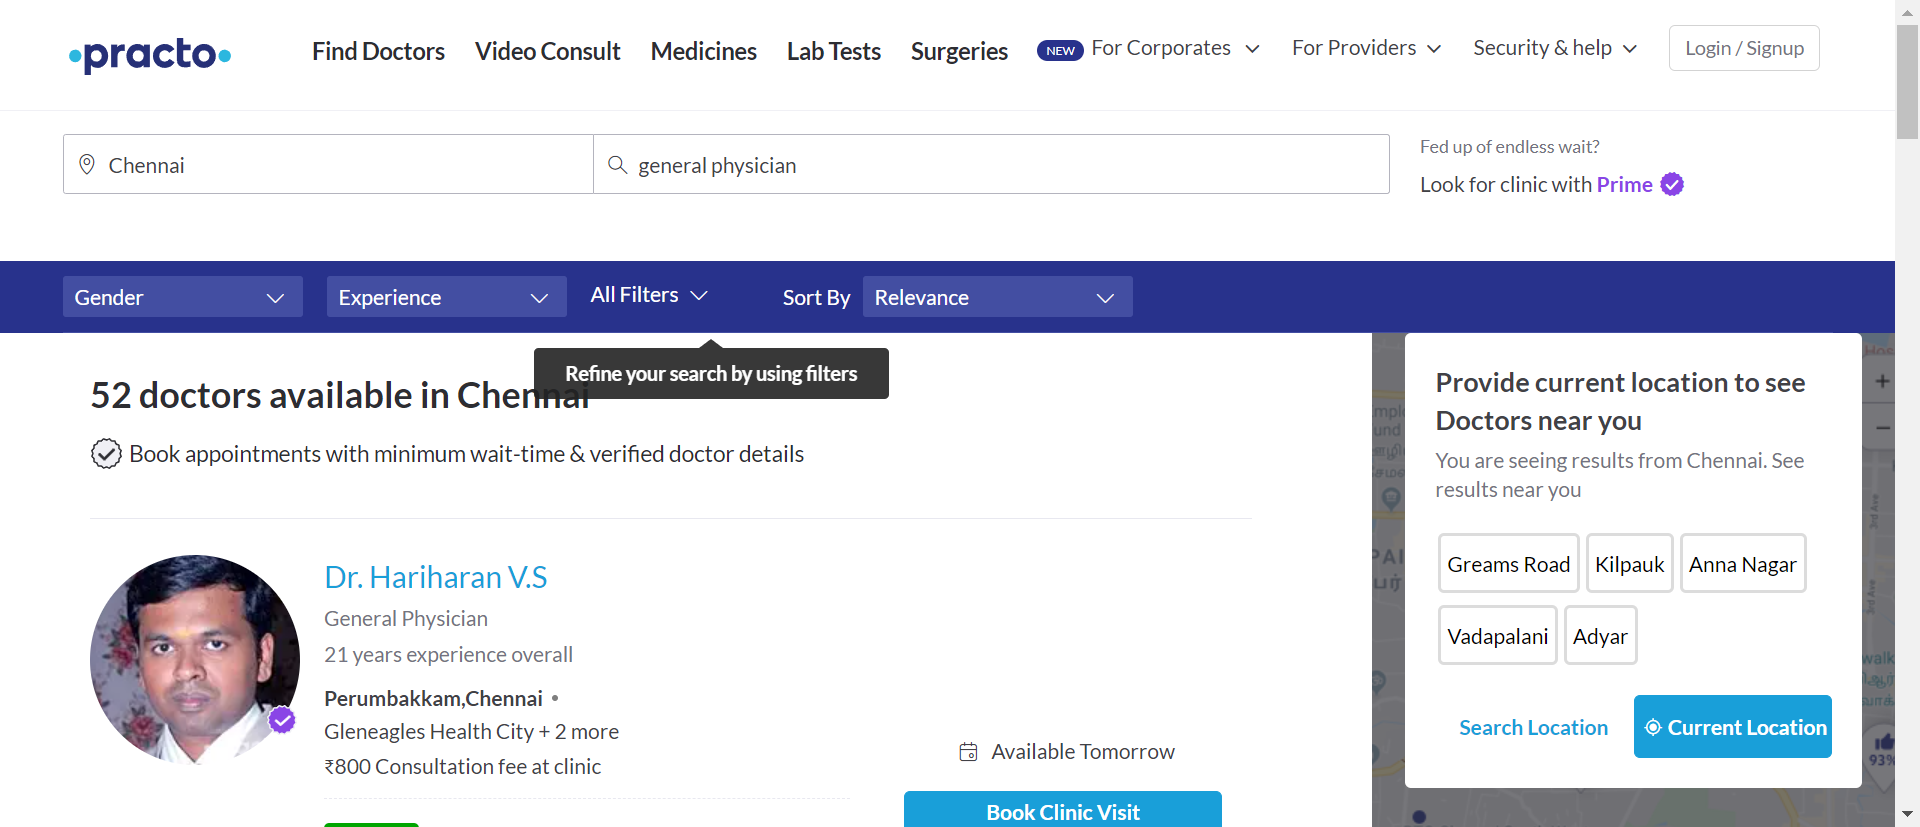 practo
Find Doctors
Video Consult
Medicines
Lab Tests
Surgeries
NEW For Corporates
For Providers
Security & help
Login / Signup
Chennai
general physician
Fed up of endless wait?
Look for clinic with Prime
Gender
Experience
All Filters
Sort By
Relevance
Refine your search by using filters
52 doctors available in Chennai
Book appointments with minimum wait-time & verified doctor details
Dr. Hariharan V.S
General Physician
21 years experience overall
Perumbakkam,Chennai •
Gleneagles Health City + 2 more
₹800 Consultation fee at clinic
Available Tomorrow
Book Clinic Visit
Provide current location to see
Doctors near you
You are seeing results from Chennai. See
results near you
Greams Road
Kilpauk
Anna Nagar
Vadapalani
Adyar
Search Location
Current Location
+
−
3rd Ave
3rd Ave
93%